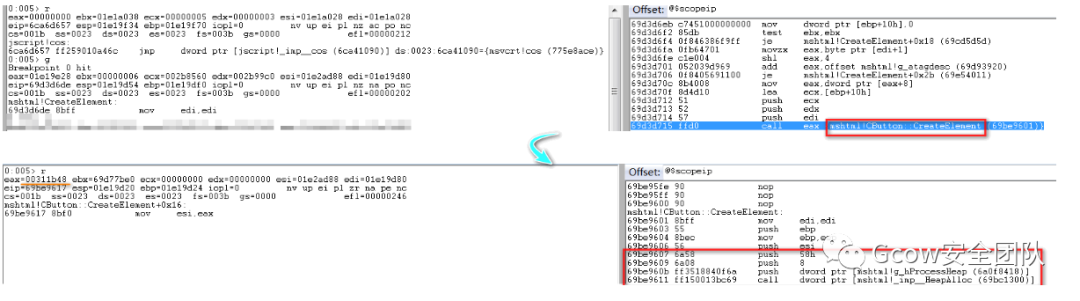 0:005> r
eax=00000000 ebx=01e1a038 ecx=00000005 edx=00000003 esi=01e1a028 edi=01e1a028
eip=6ca6d657 esp=01e19f34 ebp=01e19f70 iopl=0 nv up ei pl nz ac po nc
cs=001b ss=0023 ds=0023 es=0023 fs=003b gs=0000 efl=00000212
jscript!cos:
6ca6d657 ff259010a46c jmp dword ptr [jscript!_imp__cos (6ca41090)] ds:0023:6ca41090={msvcrt!cos (775e8ace)}
0:005> g
Breakpoint 0 hit
eax=01e19e28 ebx=00000006 ecx=002b8560 edx=002b99c0 esi=01e2ad88 edi=01e19d80
eip=69d3d6de esp=01e19d54 ebp=01e19df0 iopl=0 nv up ei pl nz na po nc
cs=001b ss=0023 ds=0023 es=0023 fs=003b gs=0000 efl=00000202
mshtml!CreateElement:
69d3d6de 8bff mov edi,edi
Offset: @$scopeip
69d3d6eb c7451000000000 mov dword ptr [ebp+10h],0
69d3d6f2 85db test ebx,ebx
69d3d6f4 0f846386f9ff je mshtml!CreateElement+0x18 (69cd5d5d)
69d3d6fa 0fb64701 movzx eax,byte ptr [edi+1]
69d3d6fe c1e004 shl eax,4
69d3d701 052039d969 add eax,offset mshtml!g_atagdesc (69d93920)
69d3d706 0f8405691100 je mshtml!CreateElement+0x2b (69e54011)
69d3d70c 8b4008 mov eax,dword ptr [eax+8]
69d3d70f 8d4d10 lea ecx,[ebp+10h]
69d3d712 51 push ecx
69d3d713 52 push edx
69d3d714 57 push edi
69d3d715 ffd0 call eax {mshtml!CButton::CreateElement (69be9601)}
0:005> r
eax=00311b48 ebx=69d77be0 ecx=00000000 edx=00000000 esi=01e2ad88 edi=01e19d80
eip=69be9617 esp=01e19d20 ebp=01e19d24 iopl=0 nv up ei pl zr na pe nc
cs=001b ss=0023 ds=0023 es=0023 fs=003b gs=0000 efl=00000246
mshtml!CButton::CreateElement+0x16:
69be9617 8bf0 mov esi,eax
Offset: @$scopeip
69be95fe 90 nop
69be95ff 90 nop
69be9600 90 nop
mshtml!CButton::CreateElement:
69be9601 8bff mov edi,edi
69be9603 55 push ebp
69be9604 8bec mov ebp,esp
69be9606 56 push esi
69be9607 6a58 push 58h
69be9609 6a08 push 8
69be960b ff3518840f6a push dword ptr [mshtml!g_hProcessHeap (6a0f8418)]
69be9611 ff150013bc69 call dword ptr [mshtml!_imp__HeapAlloc (69bc1300)]
Gcow安全团队